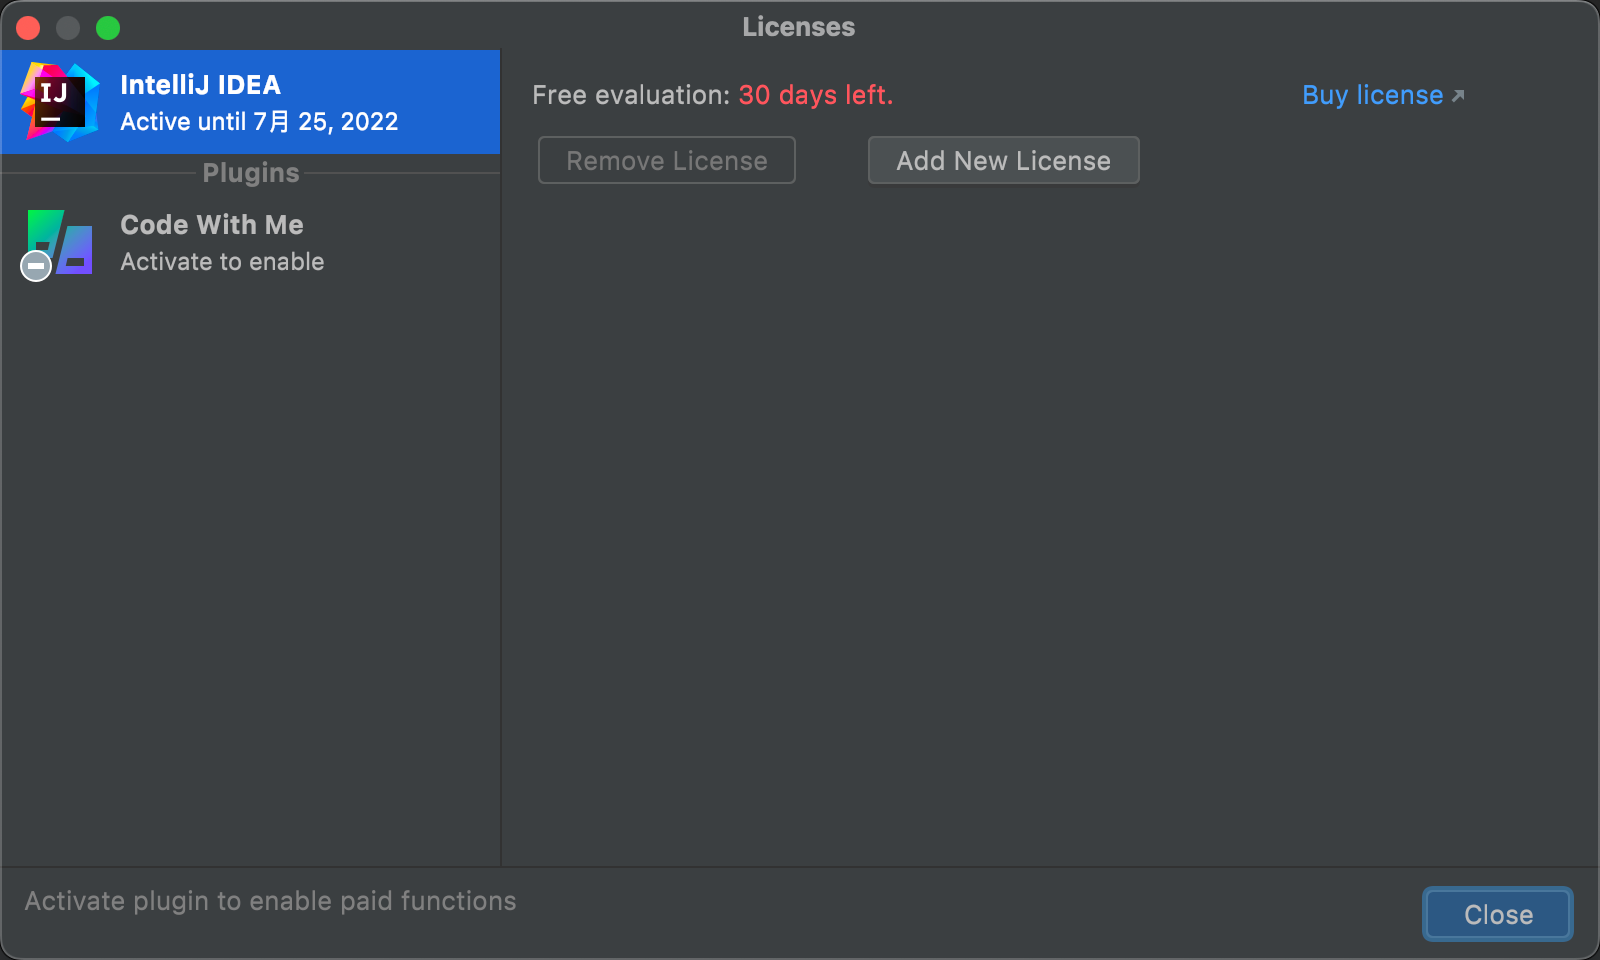 Licenses
IJ
IntelliJ IDEA
Active until 7月 25, 2022
Plugins
Code With Me
Activate to enable
Free evaluation: 30 days left.
Buy license
Remove License
Add New License
Activate plugin to enable paid functions
Close